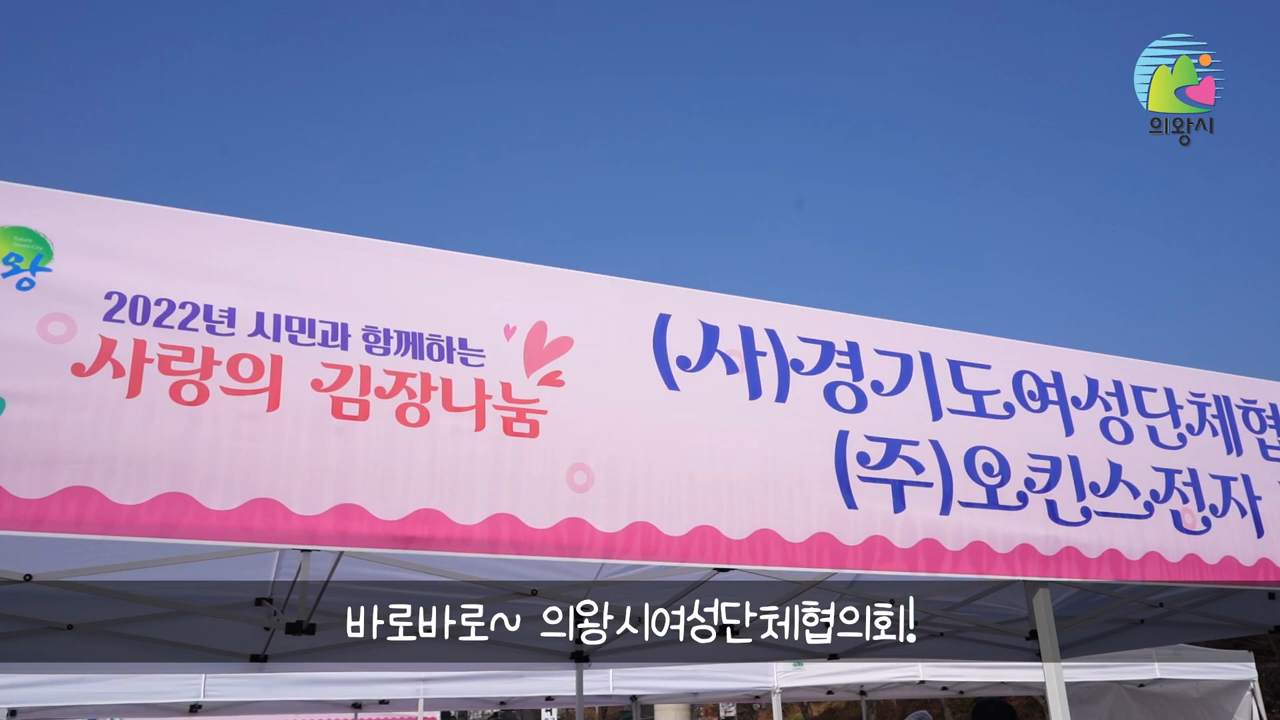 의왕시
왕
2022년 시민과 함께하는
사랑의 김장나눔
(사)경기도여성단체협
(주)오킨스전자
바로바로~ 의왕시여성단체협의회!